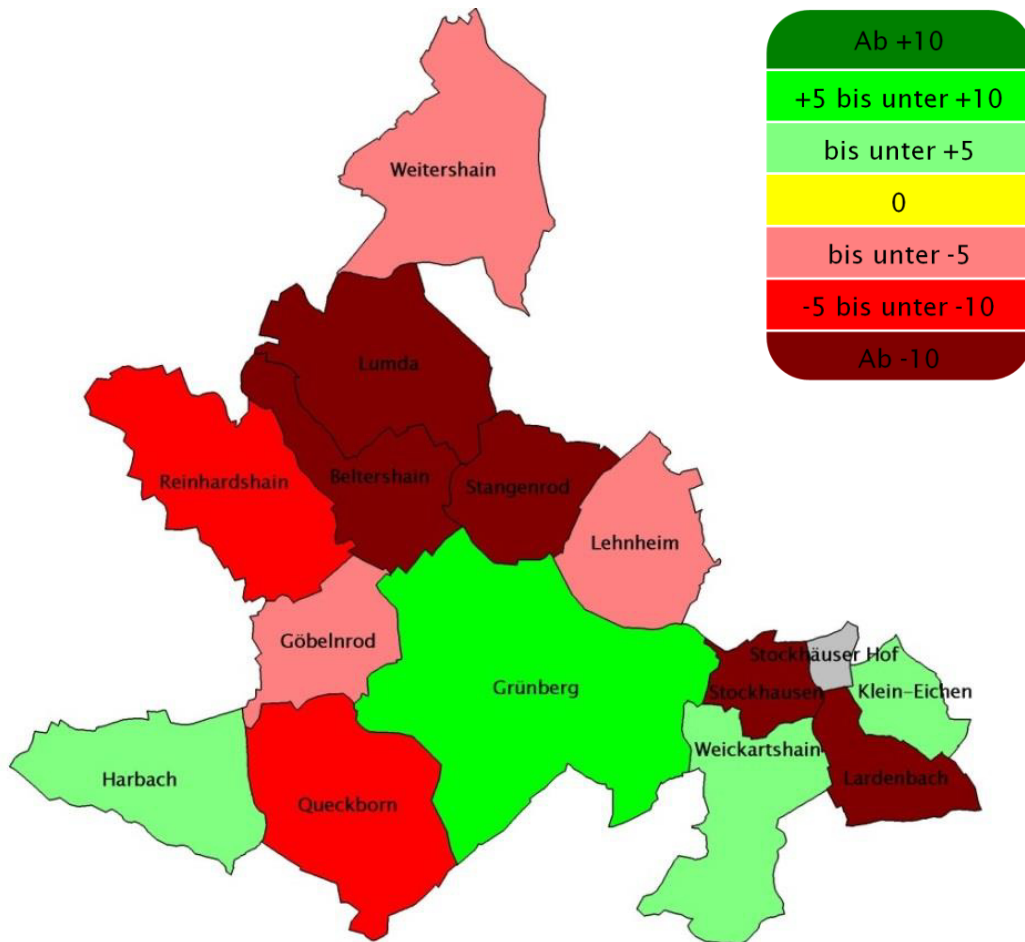 Ab +10
+5 bis unter +10
bis unter +5
0
bis unter -5
-5 bis unter -10
Ab -10
Weitershain
Lumda
Reinhardshain
Beltershain
Stangenrod
Lehnheim
Göbelnrod
Grünberg
Stockhäuser Hof
Stockhausen
Klein-Eichen
Weickartshain
Harbach
Lardenbach
Queckborn